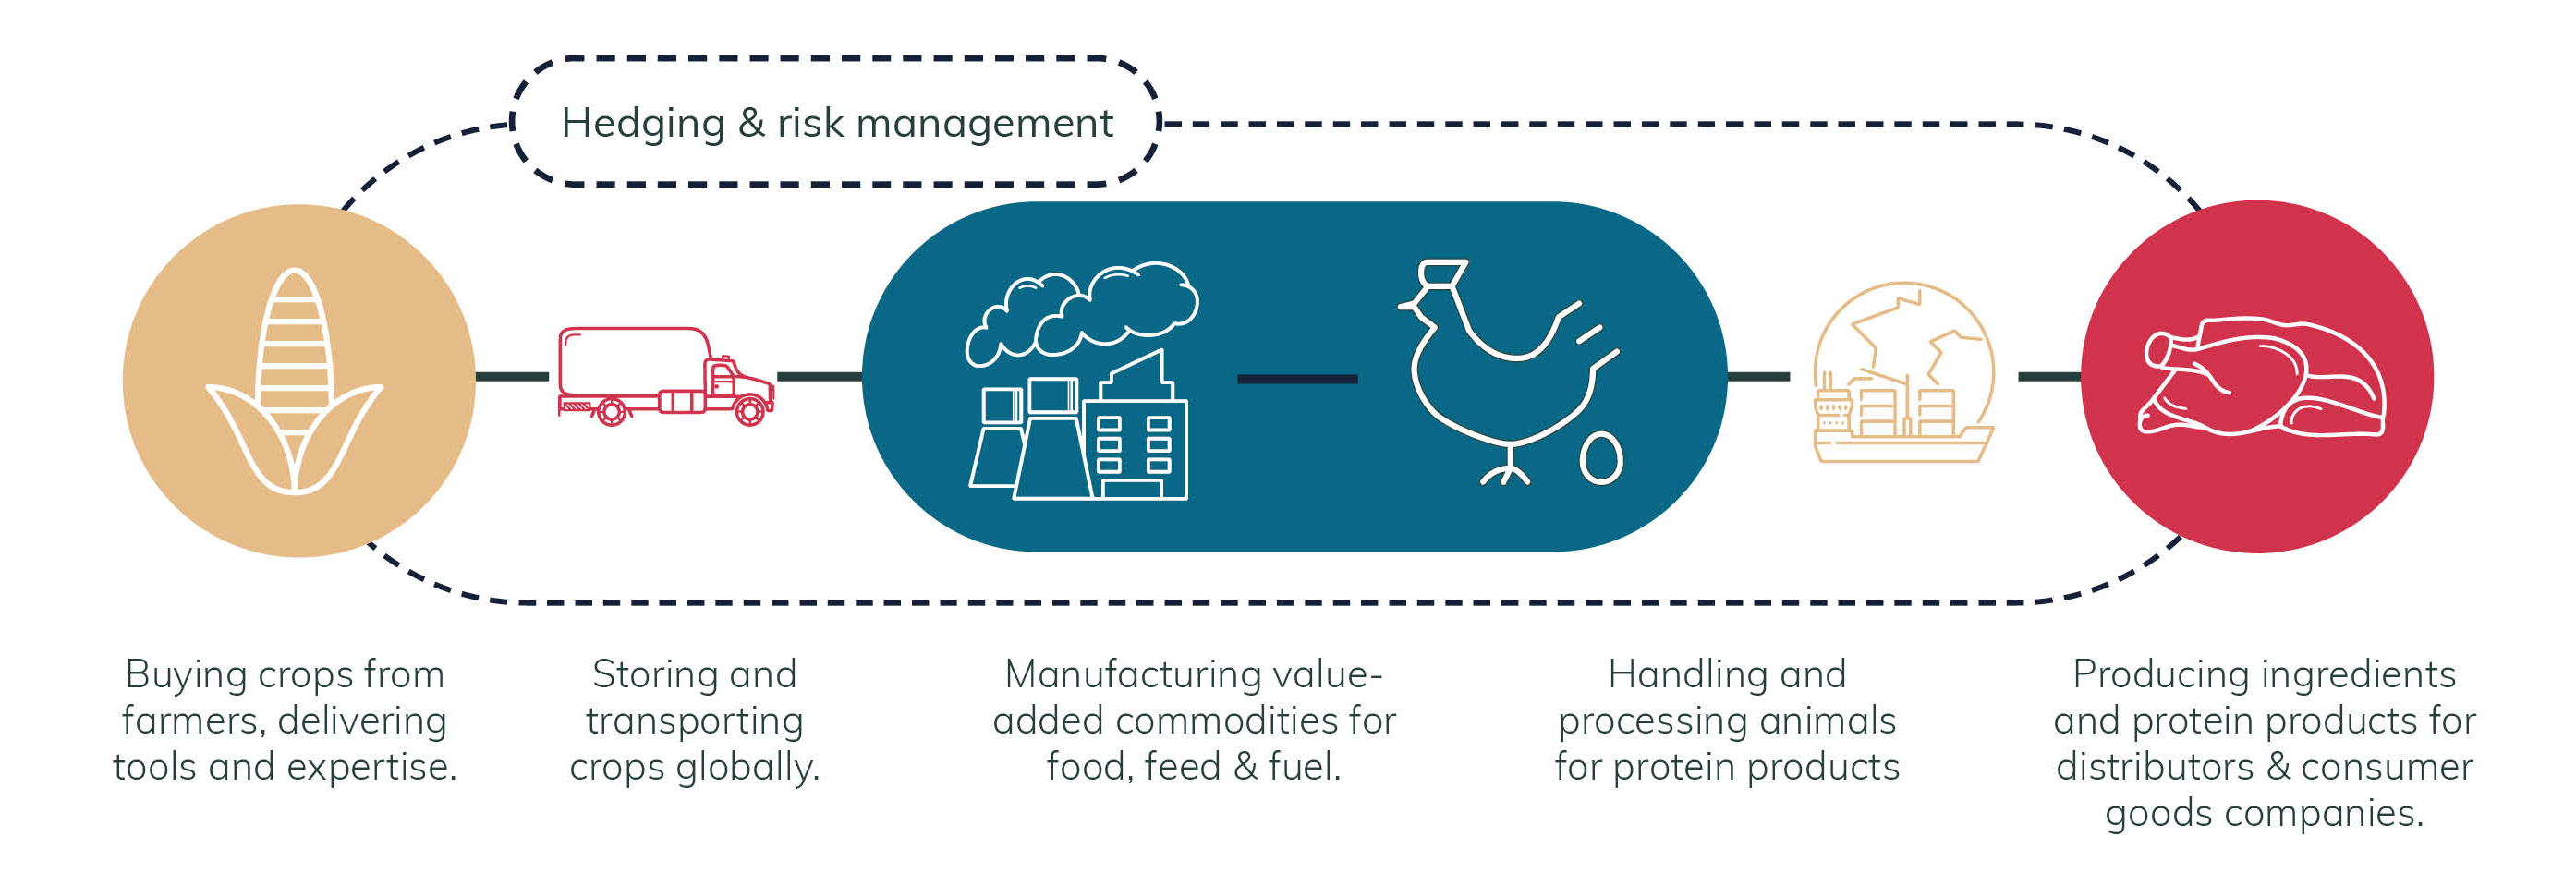 Hedging & risk management
Buying crops from
farmers, delivering
tools and expertise.
Storing and
transporting
crops globally.
Manufacturing value-
added commodities for
food, feed & fuel.
Handling and
processing animals
for protein products
Producing ingredients
and protein products for
distributors & consumer
goods companies.